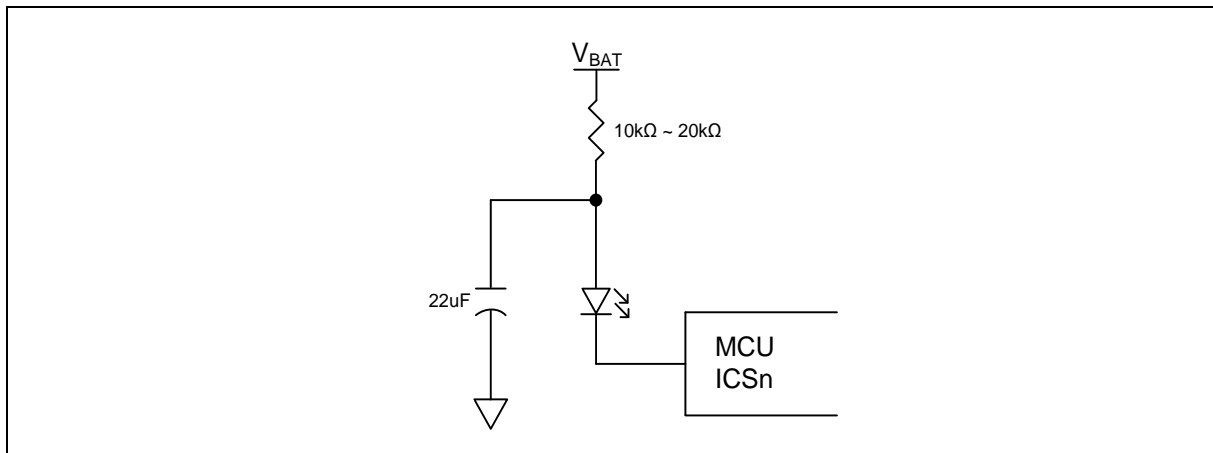 VBAT
10kΩ ~ 20kΩ
22uF
MCU
ICSn